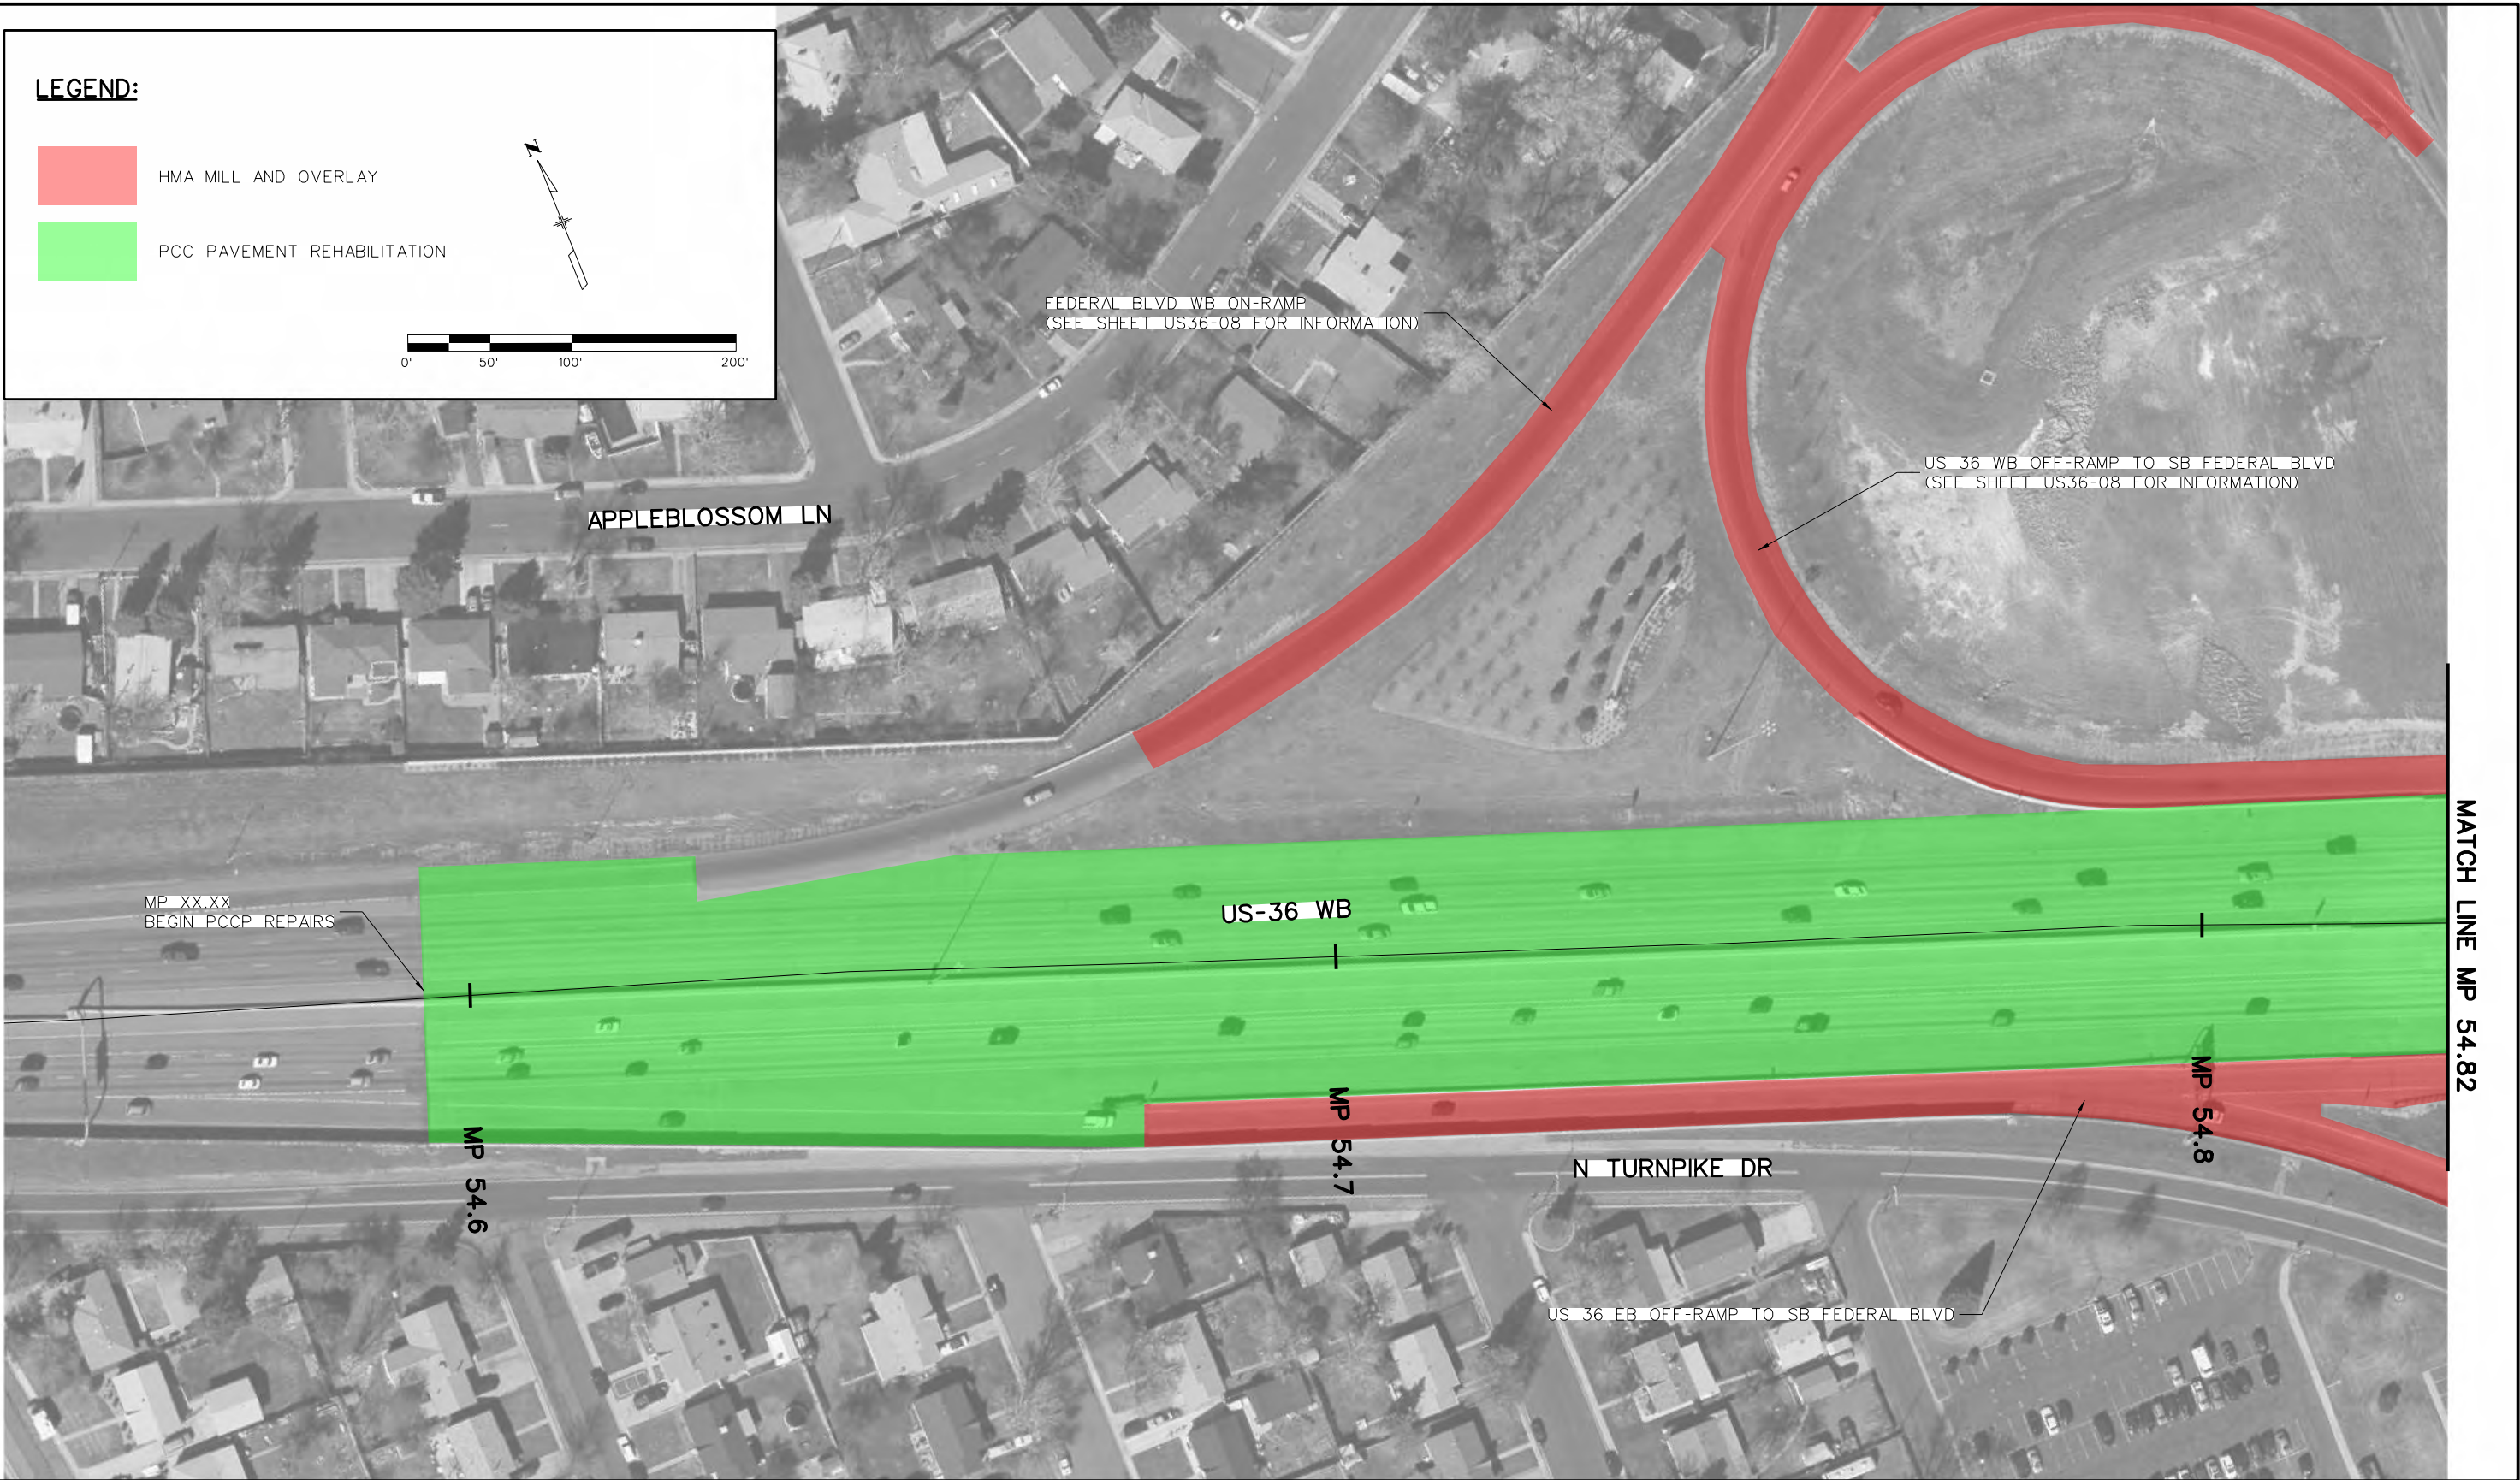 LEGEND:
N
HMA MILL AND OVERLAY
PCC PAVEMENT REHABILITATION
0' 50' 100' 200'
FEDERAL BLVD WB ON-RAMP
(SEE SHEET US36-08 FOR INFORMATION)
US 36 WB OFF-RAMP TO SB FEDERAL BLVD
(SEE SHEET US36-08 FOR INFORMATION)
APPLEBLOSSOM LN
MP XX.XX
BEGIN PCCP REPAIRS
US-36 WB
MATCH LINE MP 54.82
MP 54.6
MP 54.7
MP 54.8
N TURNPIKE DR
US 36 EB OFF-RAMP TO SB FEDERAL BLVD